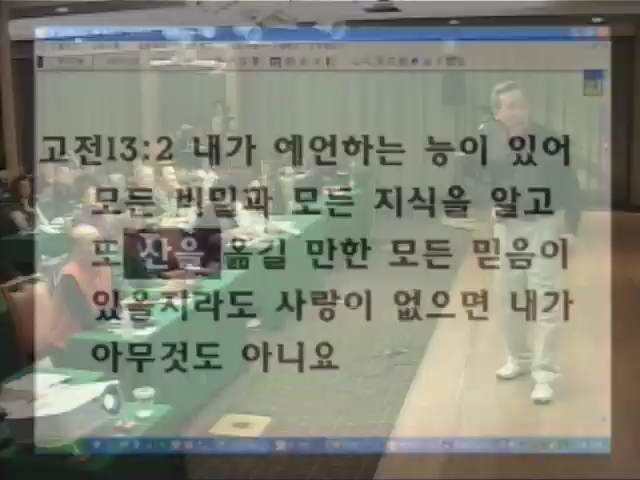 고전13:2 내가 예언하는 능이 있어
모든 비밀과 모든 지식을 알고
또 산을 옮길 만한 모든 믿음이
있을지라도 사랑이 없으면 내가
아무것도 아니요